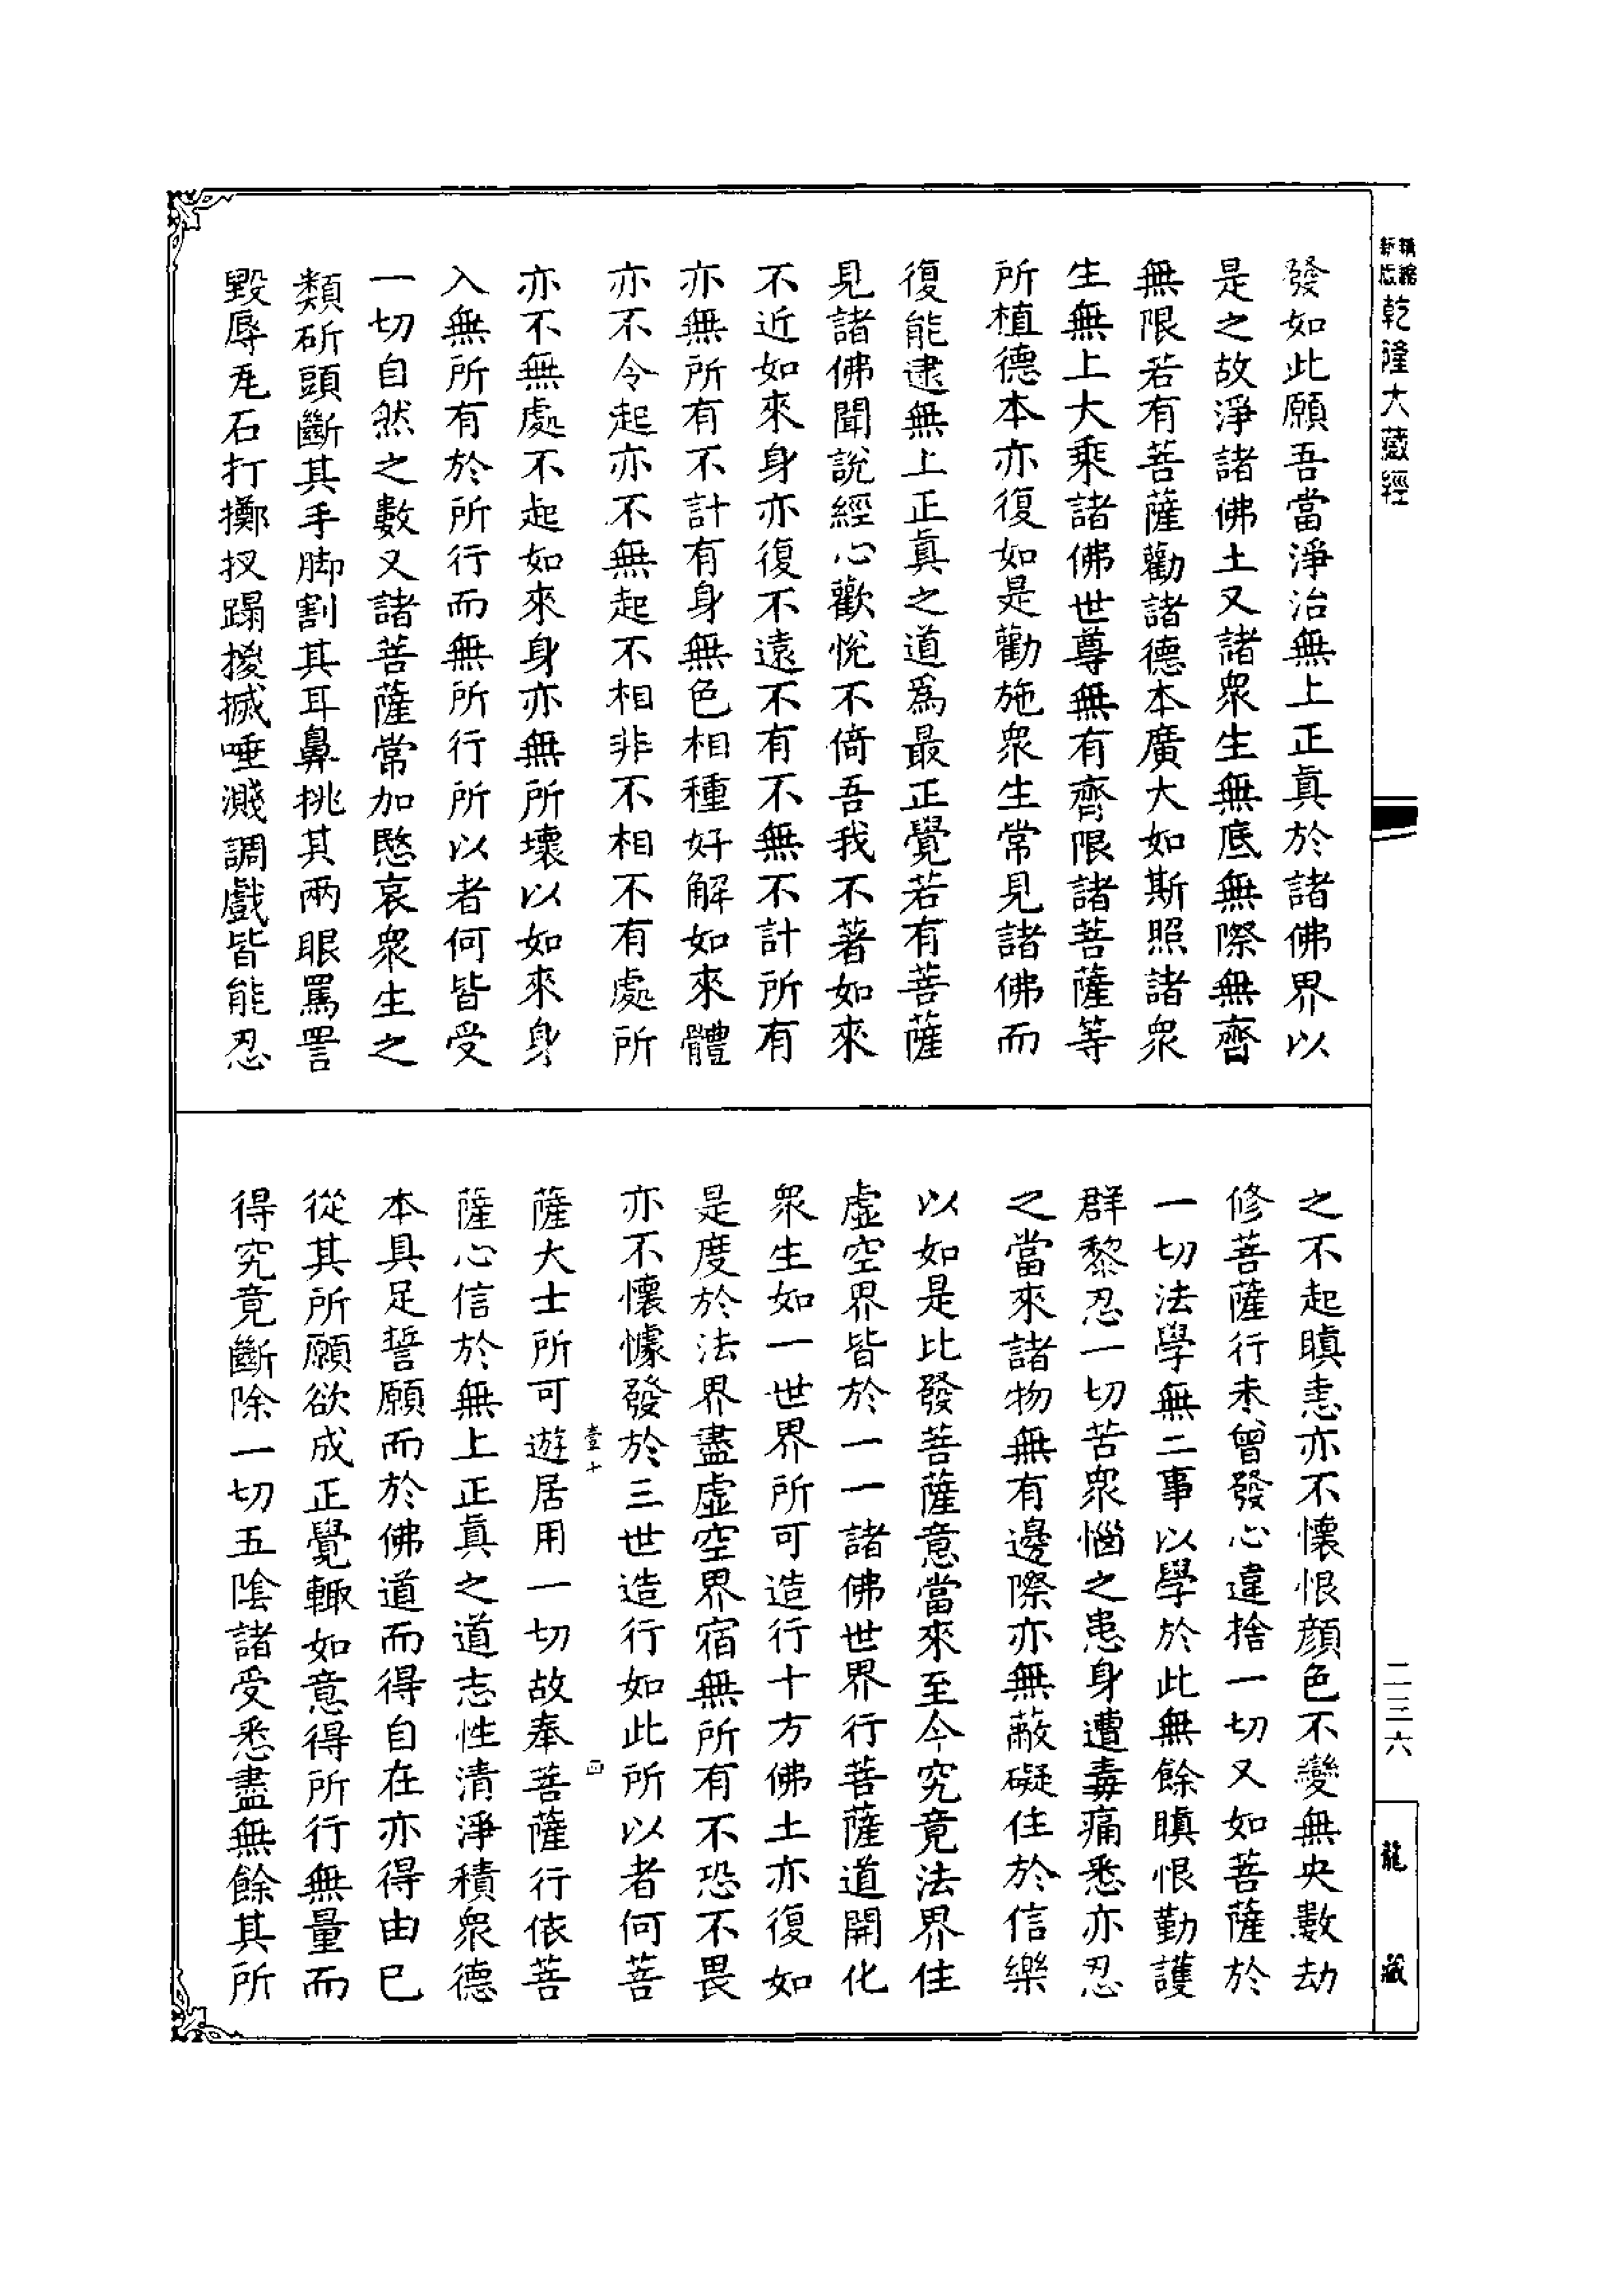 乾隆大藏經
發如此願吾當淨治無上正真於諸佛界以
是之故淨諸佛土又諸眾生無底無際無齊
無限若有菩薩勸諸德本廣大如斯照諸眾
生無上大乘諸佛世尊無有齊限諸菩薩等
所植德本亦復如是勸施眾生常見諸佛而
復能逮無上正真之道爲最正覺若有菩薩
見諸佛聞說經心歡悅不倚吾我不著如來
不近如來身亦復不遠不有不無不計所有
亦無所有不計有身無色相種好解如來體
亦不令起亦不無起不相非不相不有處所
亦不無處不起如來身亦無所壞以如來身
入無所有於所行而無所行所以者何皆受
一切自然之數又諸菩薩常加愍哀眾生之
類斫頭斷其手脚割其耳鼻挑其兩眼罵詈
毀辱瓦石打擲扠蹋捘搣唾濺調戲皆能忍
之不起瞋恚亦不懷恨顏色不變無央數劫
修菩薩行未曾發心違捨一切又如菩薩於
一切法學無二事以學於此無餘瞋恨勤護
群黎忍一切苦眾惱之患身遭毒痛悉亦忍
之當來諸物無有邊際亦無蔽礙住於信樂
以如是比發菩薩意當來至今究竟法界住
虛空界皆於一一諸佛世界行菩薩道開化
眾生如一世界所可造行十方佛土亦復如
是度於法界盡虛空界宿無所有不恐不畏
亦不懷懅發於三世造行如此所以者何菩
壹十
四
薩大士所可遊居用一切故奉菩薩行依菩
薩心信於無上正真之道志性清淨積眾德
本具足誓願而於佛道而得自在亦得由已
從其所願欲成正覺輙如意得所行無量而
得究竟斷除一切五陰諸受悉盡無餘其所
二三六
龍藏